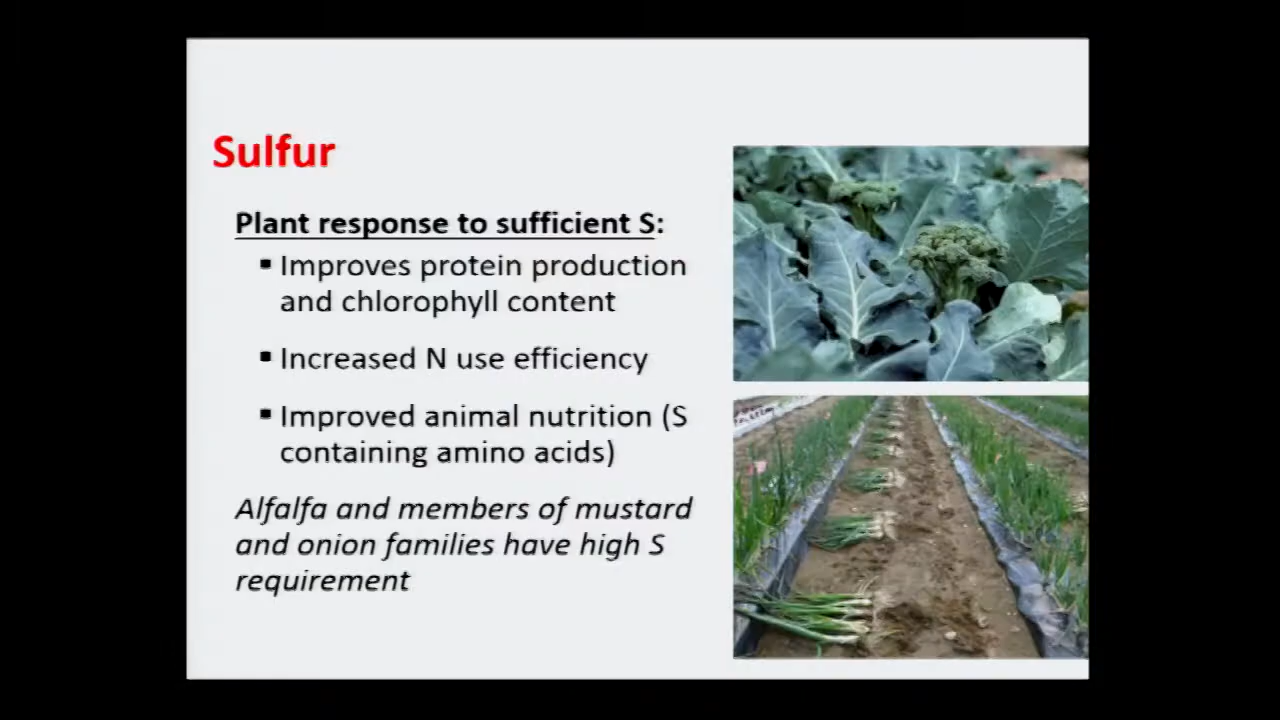 Sulfur
Plant response to sufficient S:
▪ Improves protein production
and chlorophyll content
▪ Increased N use efficiency
▪ Improved animal nutrition (S
containing amino acids)
Alfalfa and members of mustard
and onion families have high S
requirement